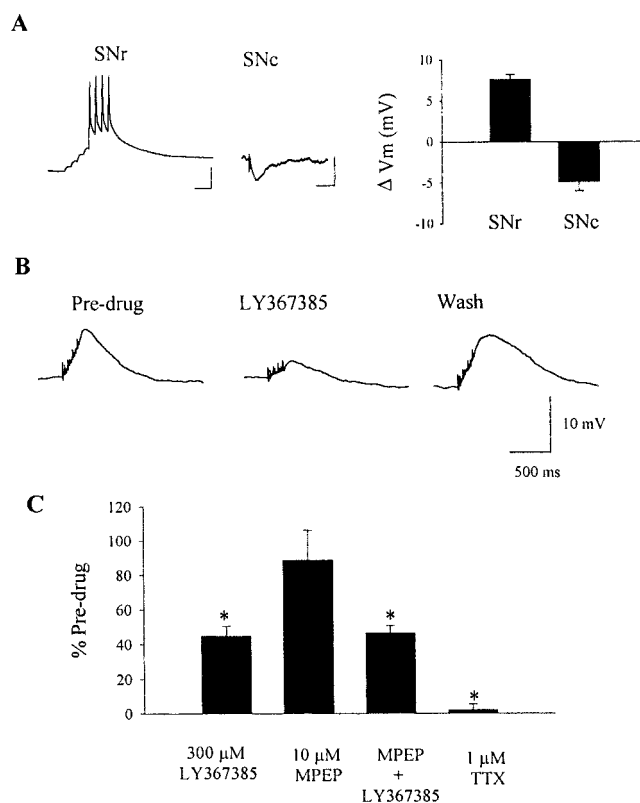 A
SNr
SNc
Δ Vm (mV)
10
5
0
-5
-10
SNr
SNc
B
Pre-drug
LY367385
Wash
10 mV
500 ms
C
% Pre-drug
120
100
80
60
40
20
0
*
*
*
300 μM
LY367385
10 μM
MPEP
MPEP
+
LY367385
1 μM
TTX